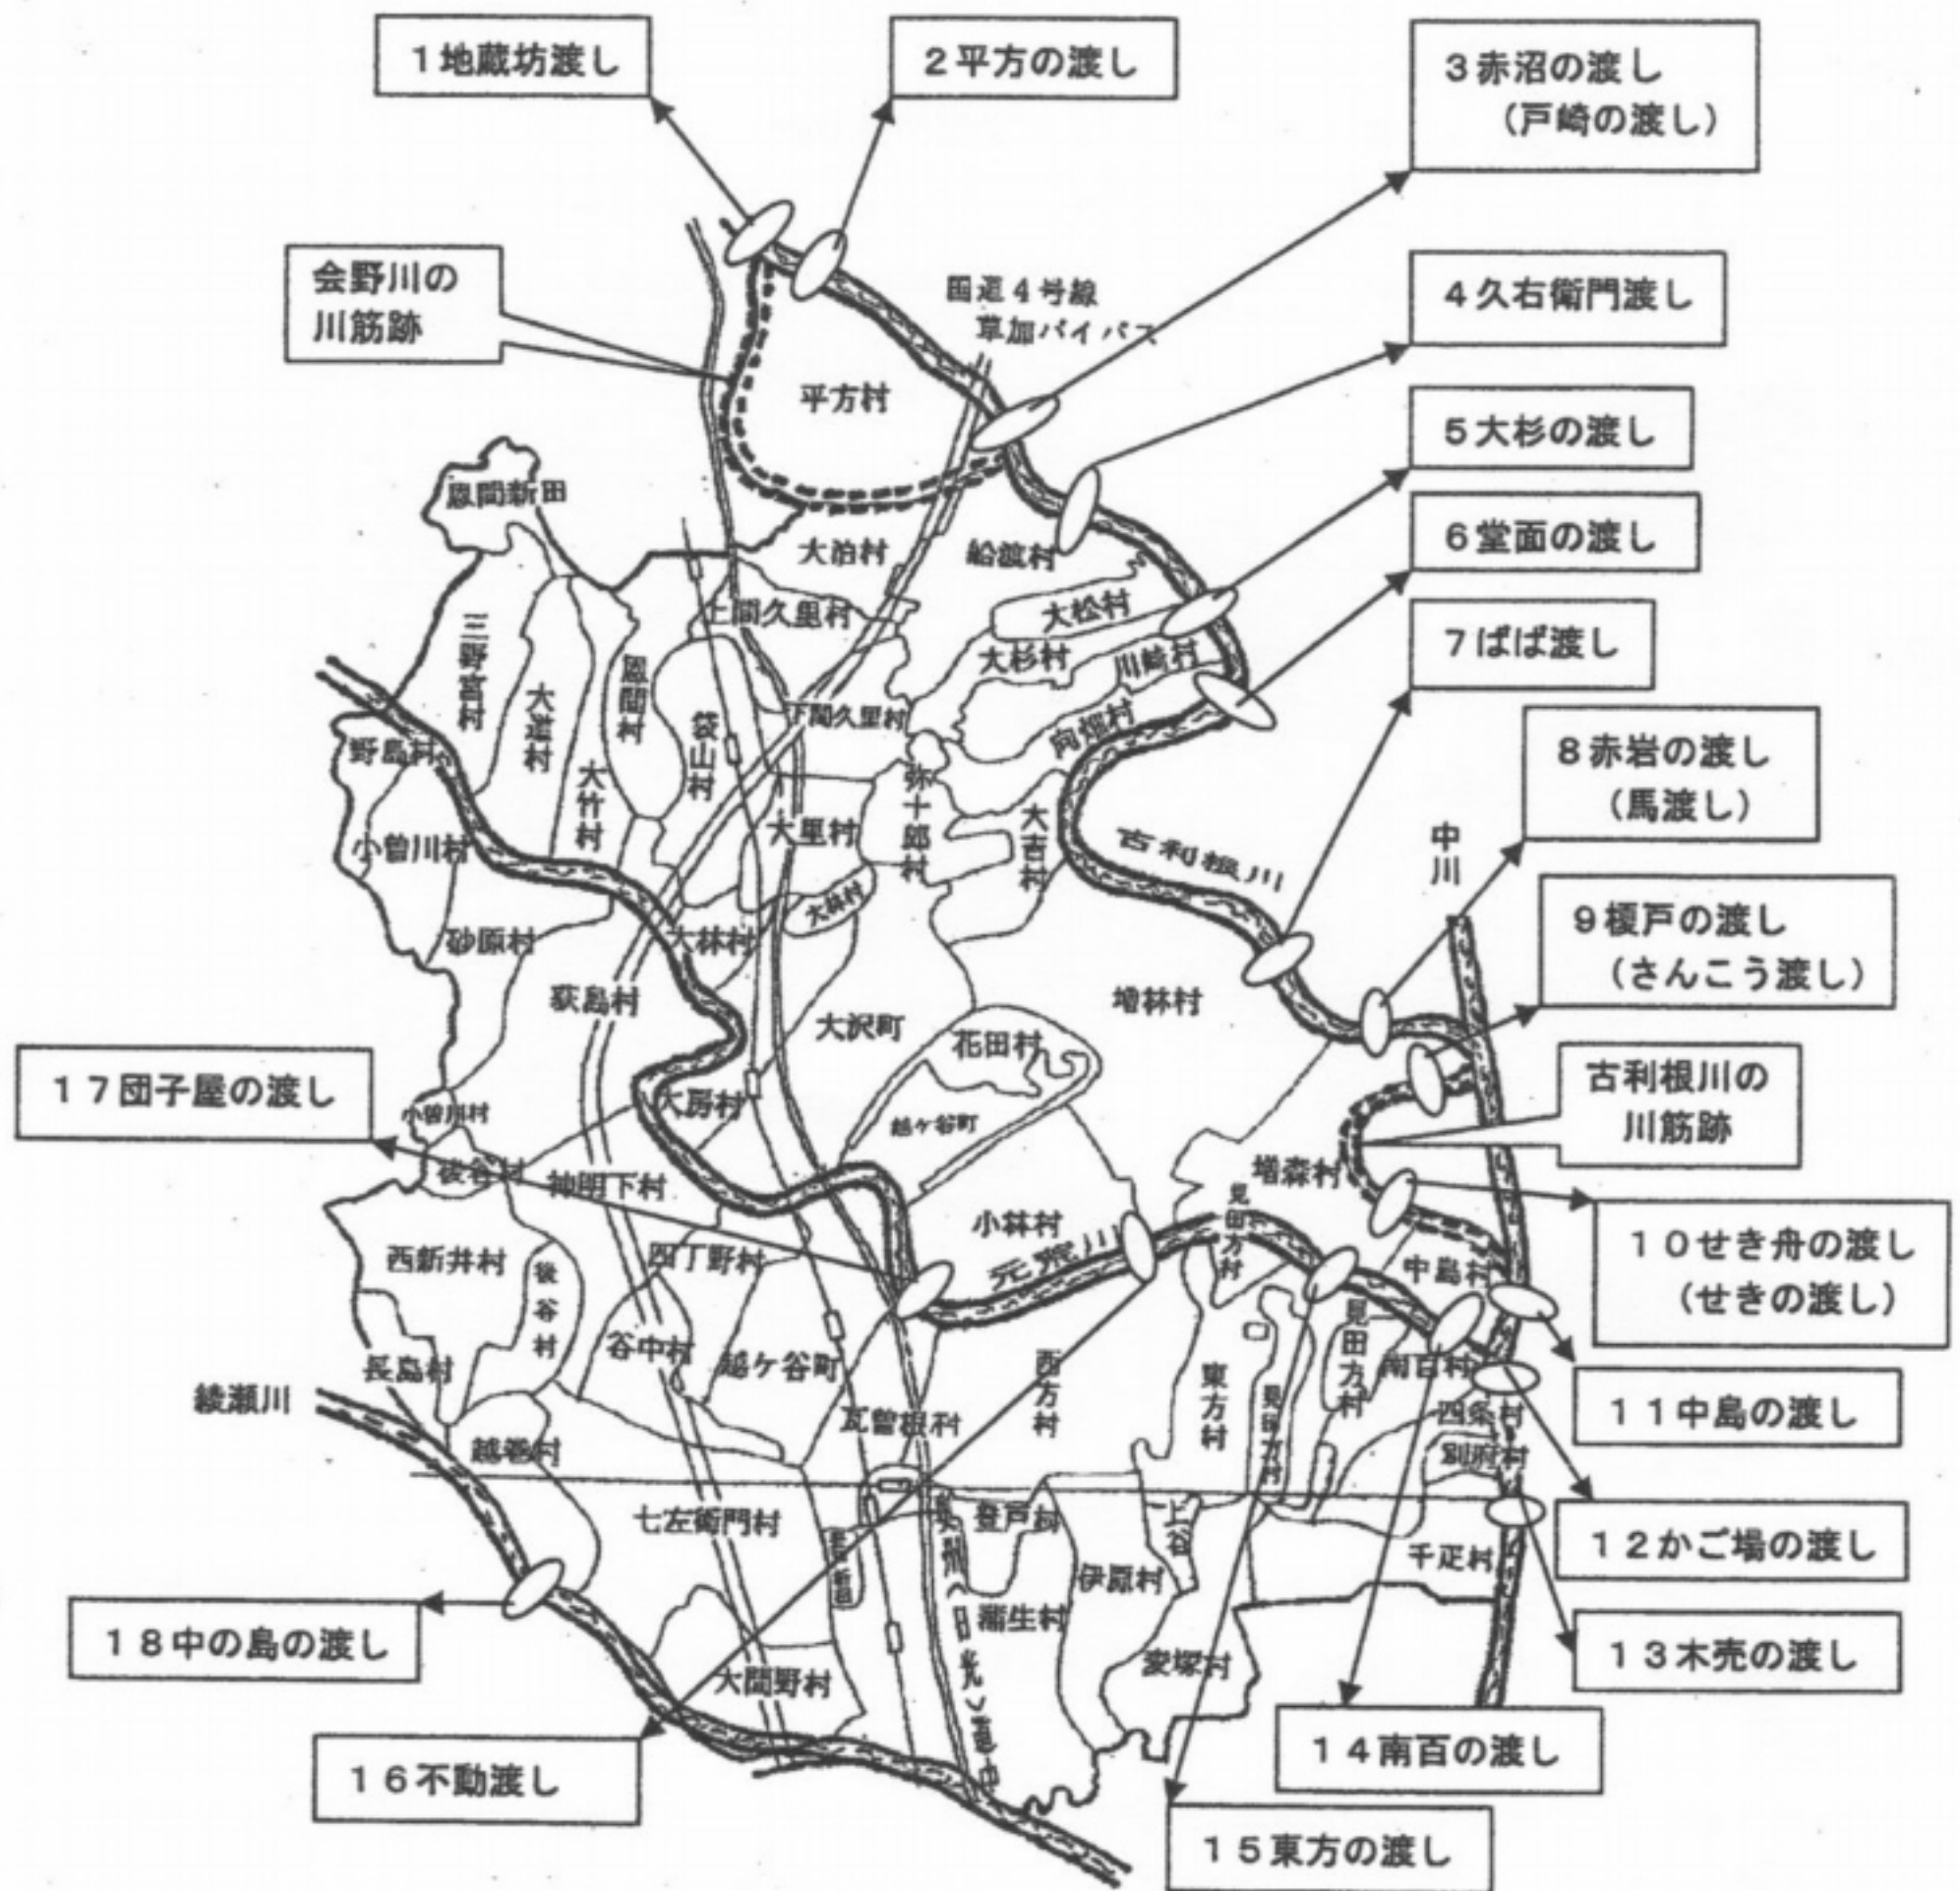 1地蔵坊渡し
2平方の渡し
3赤沼の渡し
(戸崎の渡し)
会野川の
川筋跡
国道4号線
草加バイパス
4久右衛門渡し
平方村
5大杉の渡し
恩間新田
6堂面の渡し
大泊村
船渡村
上間久里村
大松村
7ばば渡し
三野宮村
大道村
大竹村
恩間村
袋山村
大杉村
川崎村
下間久里村
向畑村
野島村
8赤岩の渡し
(馬渡し)
小曽川村
大里村
弥十郎村
大吉村
古利根川
中川
大林村
9榎戸の渡し
(さんこう渡し)
砂原村
大林村
荻島村
大沢町
花田村
増林村
17団子屋の渡し
古利根川の
川筋跡
小曽川村
大房村
越ヶ谷町
後谷村
神明下村
増森村
見田方村
10せき舟の渡し
(せきの渡し)
西新井村
後谷村
四丁野村
小林村
元荒川
中島村
長島村
谷中村
越ケ谷町
西方村
東方村
見田方村
見田方村
南百村
11中島の渡し
綾瀬川
越巻村
瓦曽根村
四条村
別府村
七左衛門村
登戸村
千疋村
12かご場の渡し
伊原村
18中の島の渡し
蒲生村
麦塚村
13木売の渡し
大間野村
14南百の渡し
16不動渡し
15東方の渡し